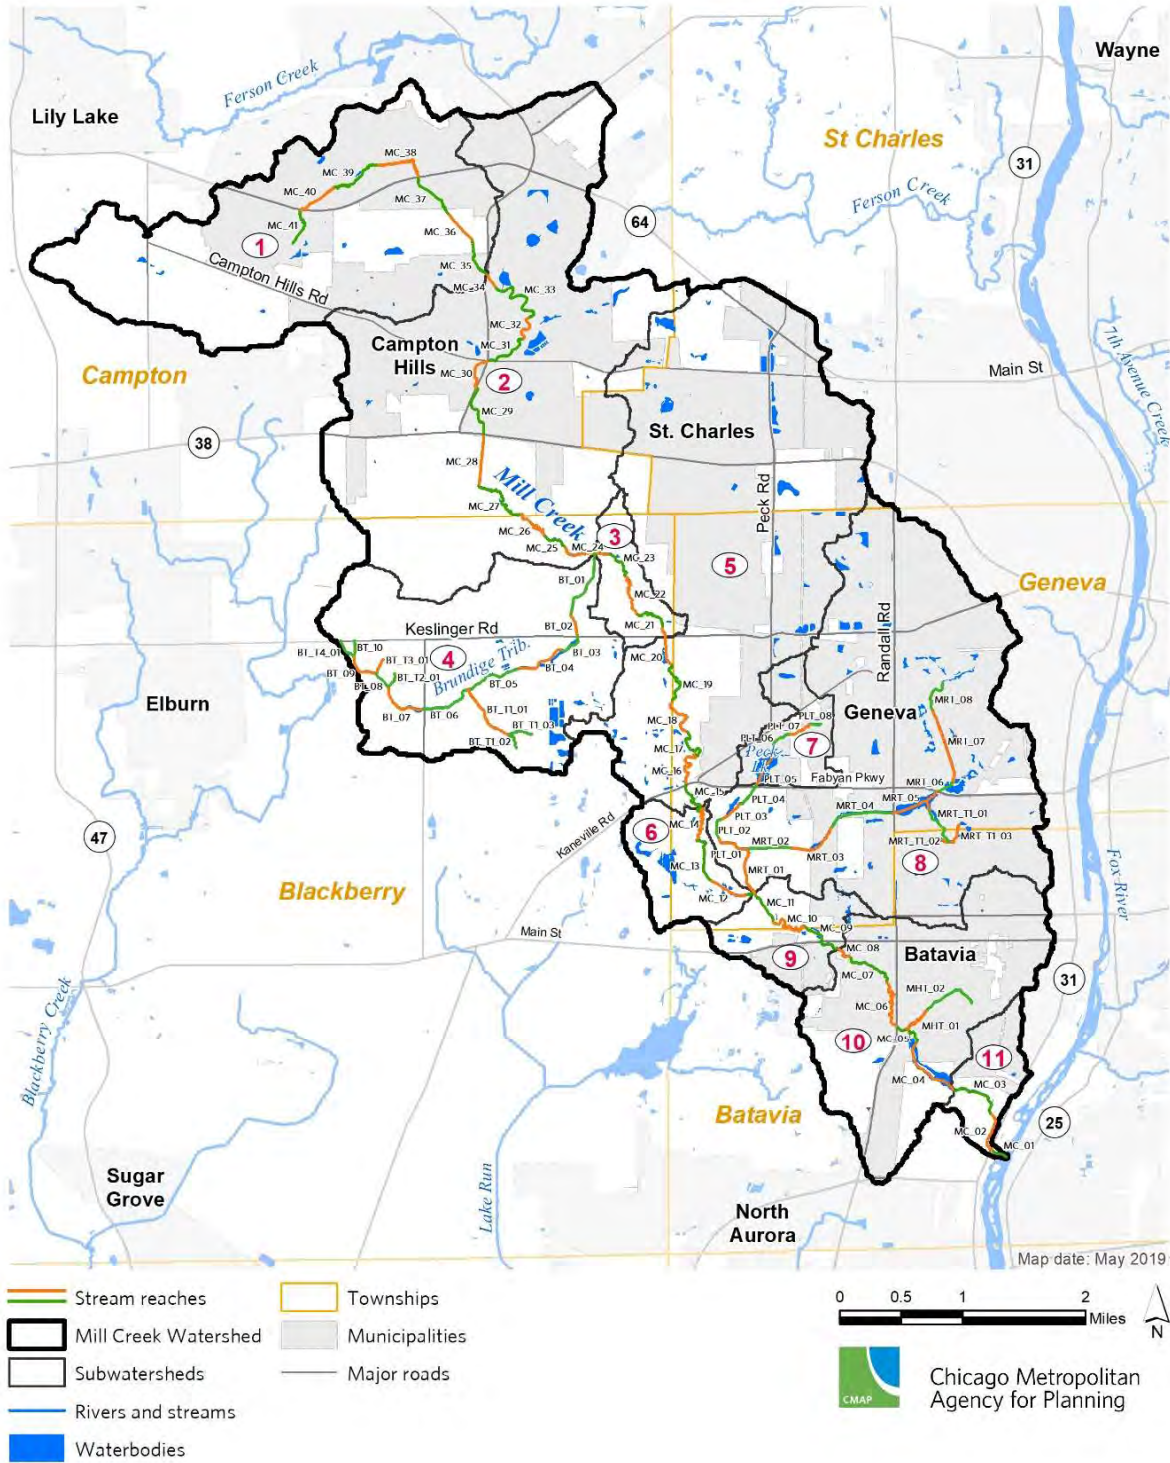 Wayne
Lily Lake
Ferson Creek
St Charles
31
Ferson Creek
64
MC_38
MC_39
MC_40
MC_37
MC_41
MC_36
1
Campton Hills Rd
MC_35
MC_34
MC_33
MC_32
MC_31
Campton
Hills
MC_30
2
Campton
Main St
7th Avenue Creek
MC_29
St. Charles
38
MC_28
Mill Creek
Peck Rd
MC_27
MC_26
MC_25
MC_24
3
MC_23
5
BT_01
Geneva
MC_22
BT_02
MC_21
Keslinger Rd
Randall Rd
BT_10
BT_T4_01
BT_T3_01
4
BT_03
MC_20
BT_09
BT_T2_01
Brundige Trib.
BT_04
BT_08
BT_05
MC_19
Elburn
BT_07
BT_06
BT_T1_01
MC_18
MRT_08
Geneva
BT_T1_03
PLT_08
PLT_07
PLT_06
7
BT_T1_02
MC_17
Peck
Lk
MRT_07
MC_16
PLT_05
Fabyan Pkwy
MRT_06
MC_15
PLT_04
MRT_05
MRT_04
Kaneville Rd
6
MC_14
PLT_03
MRT_T1_01
PLT_02
MRT_T1_03
MRT_02
MRT_T1_02
47
PLT_01
MRT_03
8
MC_13
MRT_01
Blackberry
MC_12
MC_11
Fox River
MC_10
MC_09
Main St
9
MC_08
Batavia
MC_07
31
MHT_02
Blackberry Creek
MC_06
MHT_01
10
MC_05
11
MC_04
MC_03
Batavia
25
MC_02
MC_01
Sugar
Grove
Lake Run
North
Aurora
Map date: May 2019
Stream reaches
Mill Creek Watershed
Subwatersheds
Rivers and streams
Waterbodies
Townships
Municipalities
Major roads
0 0.5 1 2
Miles
N
CMAP
Chicago Metropolitan
Agency for Planning